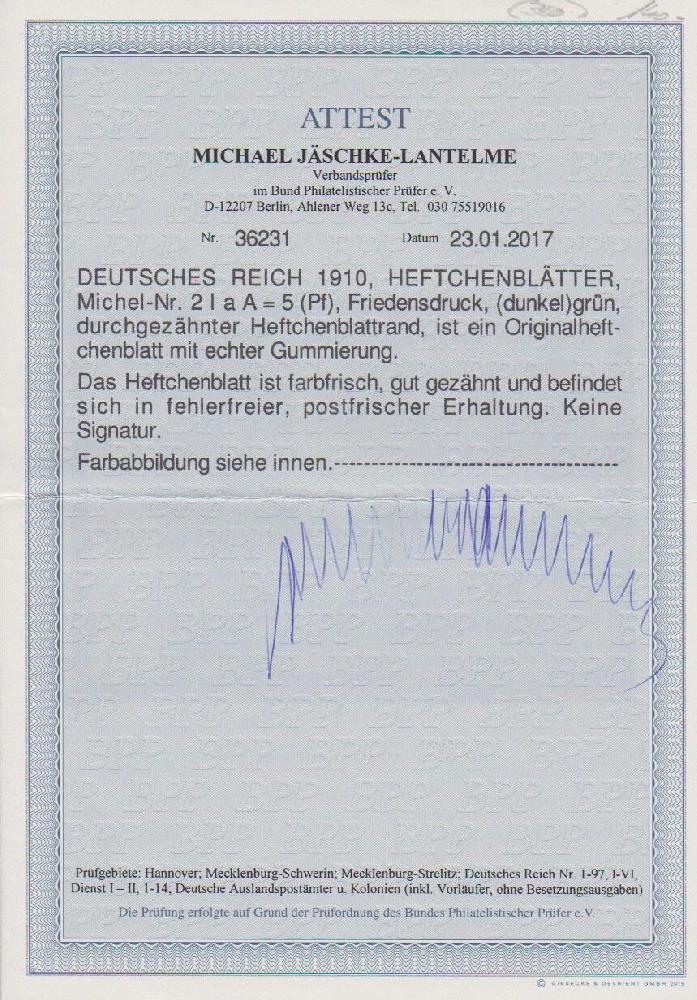 ATTEST
MICHAEL JÄSCHKE-LANTELME
Verbandsprüfer
im Bund Philatelistischer Prüfer e. V.
D-12207 Berlin, Ahlener Weg 13c, Tel. 030 75519016
Nr. 36231 Datum 23.01.2017
DEUTSCHES REICH 1910, HEFTCHENBLÄTTER,
Michel-Nr. 2 I a A = 5 (Pf), Friedensdruck, (dunkel)grün,
durchgezähnter Heftchenblattrand, ist ein Originalheft-
chenblatt mit echter Gummierung.
Das Heftchenblatt ist farbfrisch, gut gezähnt und befindet
sich in fehlerfreier, postfrischer Erhaltung. Keine
Signatur.
Farbabbildung siehe innen.---------------------------------------
Prüfgebiete: Hannover; Mecklenburg-Schwerin; Mecklenburg-Strelitz; Deutsches Reich Nr. 1-97, I-VI,
Dienst I – II, 1-14; Deutsche Auslandspostämter u. Kolonien (inkl. Vorläufer, ohne Besetzungsausgaben)
Die Prüfung erfolgte auf Grund der Prüfordnung des Bundes Philatelistischer Prüfer e.V.
© GIESECKE & DEVRIENT GMBH 2015